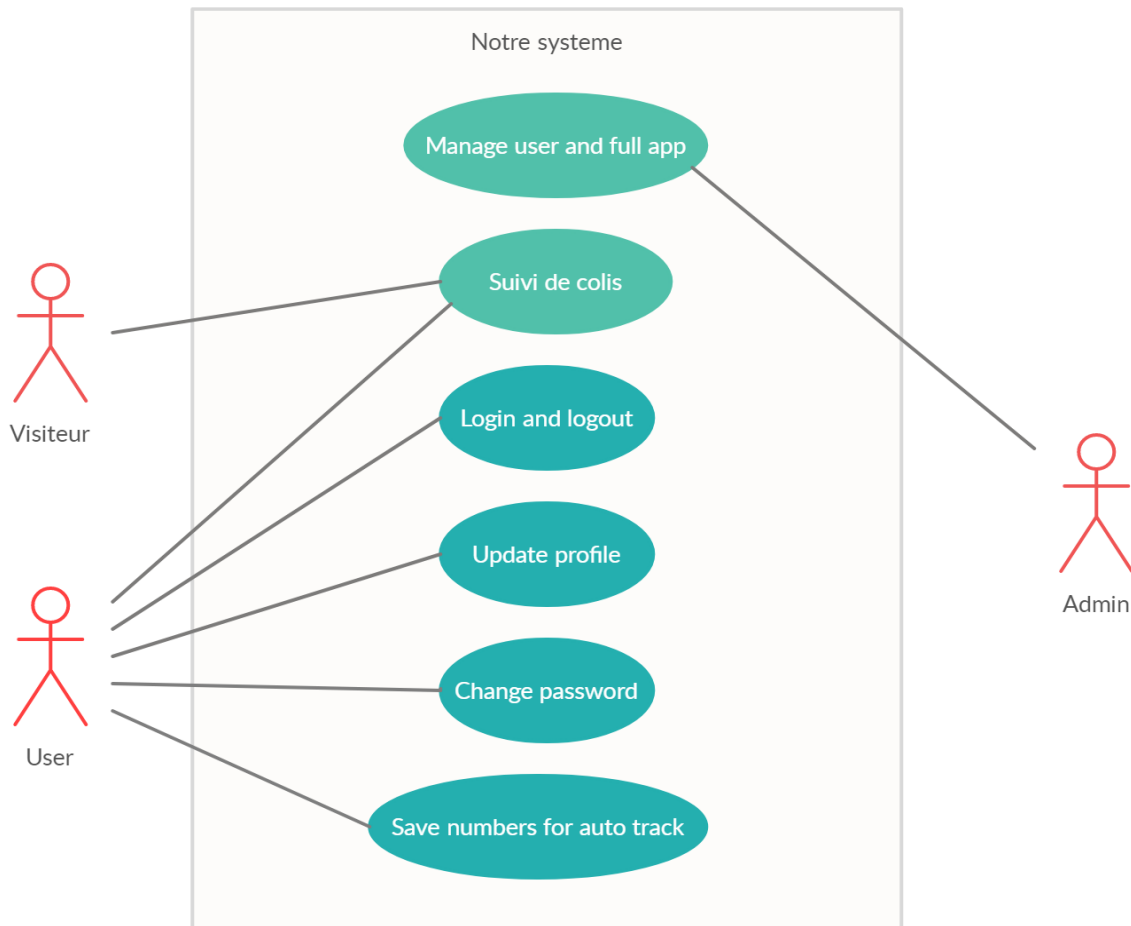 Notre systeme
Manage user and full app
Suivi de colis
Visiteur
Login and logout
Update profile
Admin
Change password
User
Save numbers for auto track